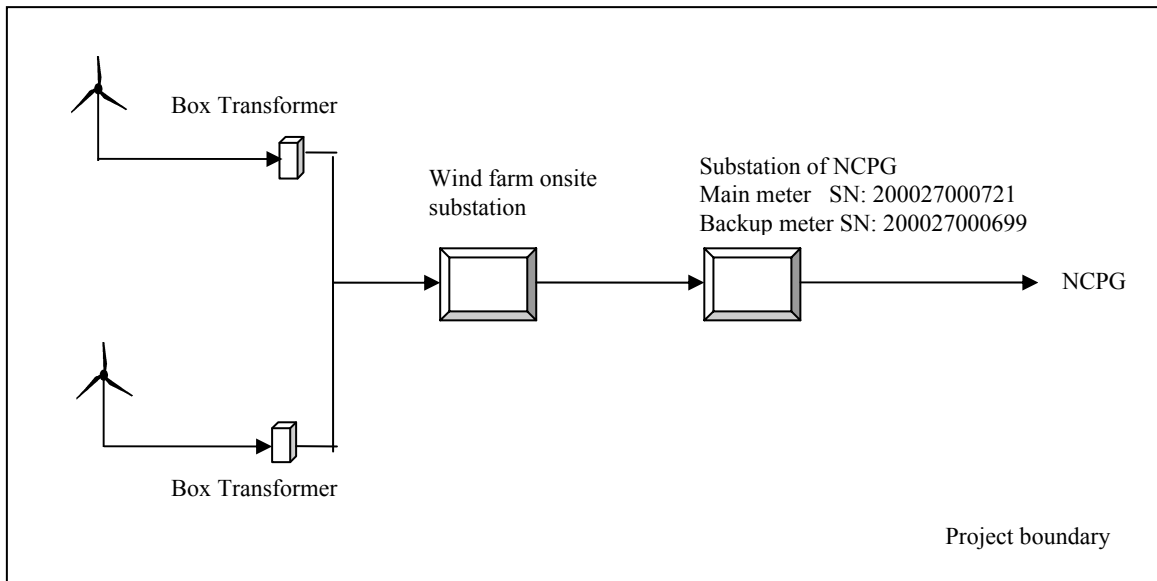 Box Transformer
Wind farm onsite
substation
Substation of NCPG
Main meter SN: 200027000721
Backup meter SN: 200027000699
NCPG
Box Transformer
Project boundary